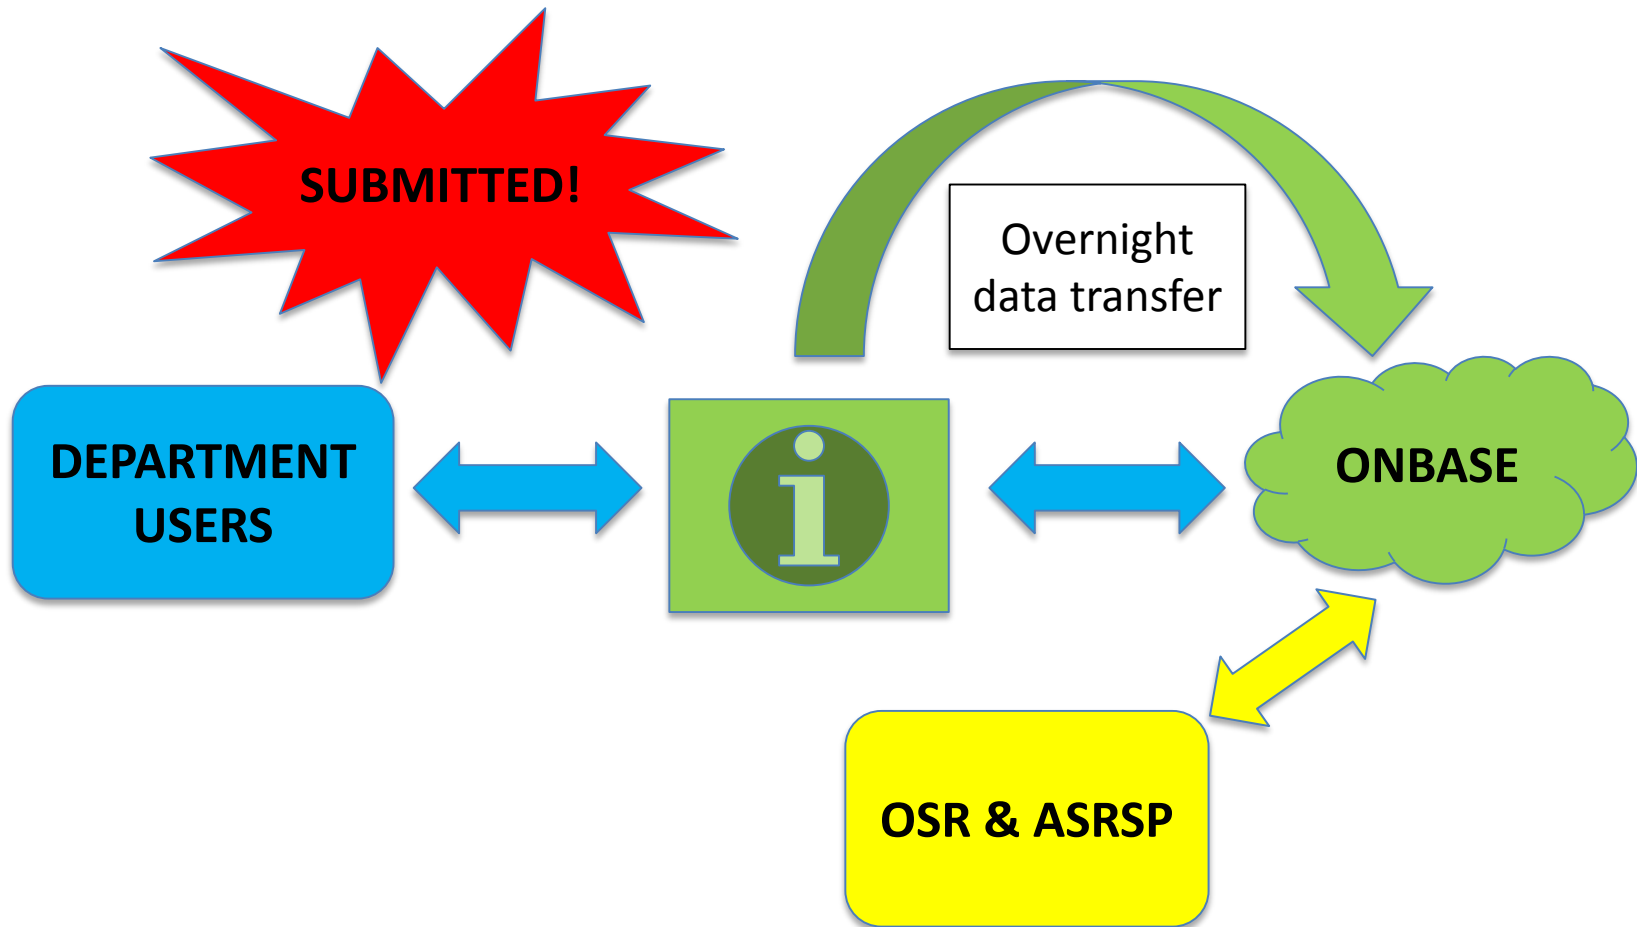 SUBMITTED!
Overnight
data transfer
DEPARTMENT
USERS
i
ONBASE
OSR & ASRSP